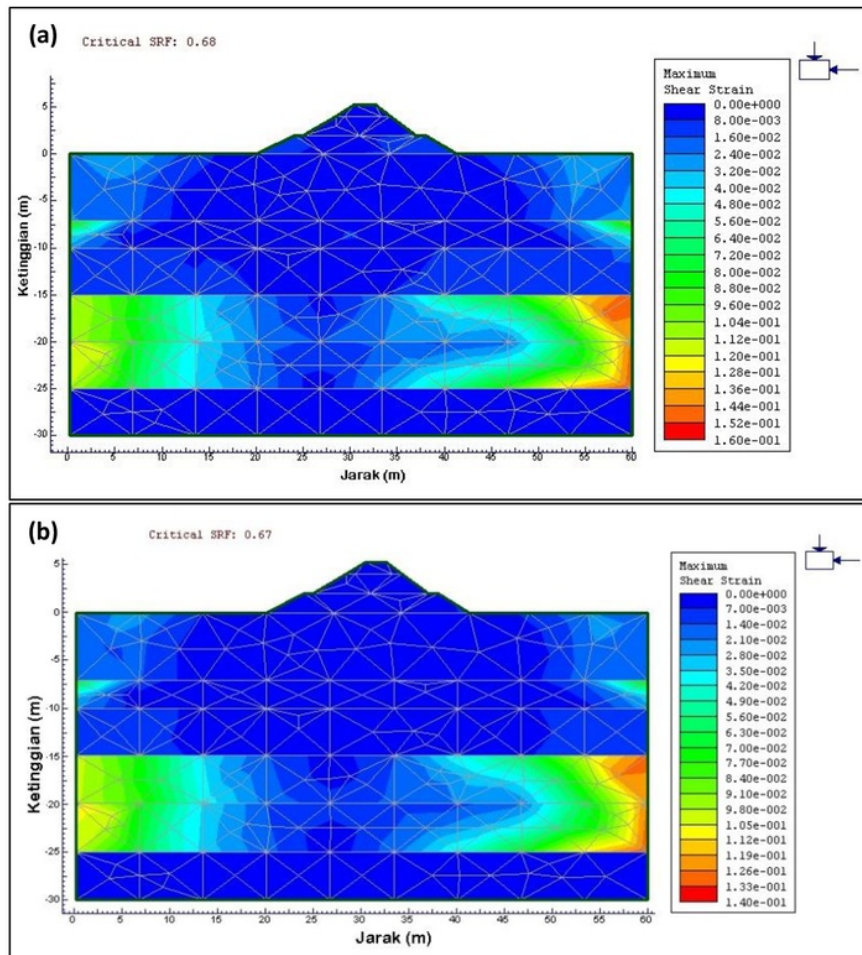 (a)
Critical SRF: 0.68
Maximum
Shear Strain
0.00e+000
8.00e-003
1.60e-002
2.40e-002
3.20e-002
4.00e-002
4.80e-002
5.60e-002
6.40e-002
7.20e-002
8.00e-002
8.80e-002
9.60e-002
1.04e-001
1.12e-001
1.20e-001
1.28e-001
1.36e-001
1.44e-001
1.52e-001
1.60e-001
Ketinggian (m)
5
0
-5
-10
-15
-20
-25
-30
0 5 10 15 20 25 30 35 40 45 50 55 60
Jarak (m)
(b)
Critical SRF: 0.67
Maximum
Shear Strain
0.00e+000
7.00e-003
1.40e-002
2.10e-002
2.80e-002
3.50e-002
4.20e-002
4.90e-002
5.60e-002
6.30e-002
7.00e-002
7.70e-002
8.40e-002
9.10e-002
9.80e-002
1.05e-001
1.12e-001
1.19e-001
1.26e-001
1.33e-001
1.40e-001
Ketinggian (m)
5
0
-5
-10
-15
-20
-25
-30
0 5 10 15 20 25 30 35 40 45 50 55 60
Jarak (m)